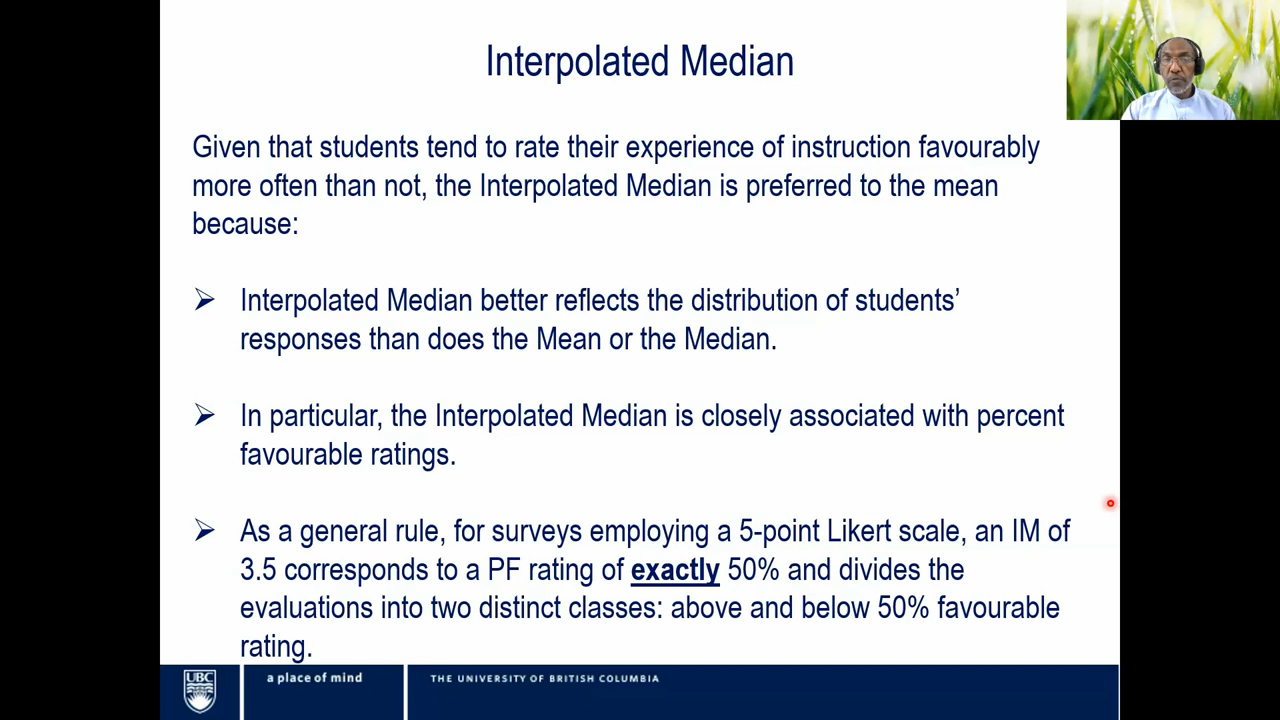 Interpolated Median
Given that students tend to rate their experience of instruction favourably
more often than not, the Interpolated Median is preferred to the mean
because:
Interpolated Median better reflects the distribution of students’
responses than does the Mean or the Median.
In particular, the Interpolated Median is closely associated with percent
favourable ratings.
As a general rule, for surveys employing a 5-point Likert scale, an IM of
3.5 corresponds to a PF rating of exactly 50% and divides the
evaluations into two distinct classes: above and below 50% favourable
rating.
UBC
a place of mind
THE UNIVERSITY OF BRITISH COLUMBIA